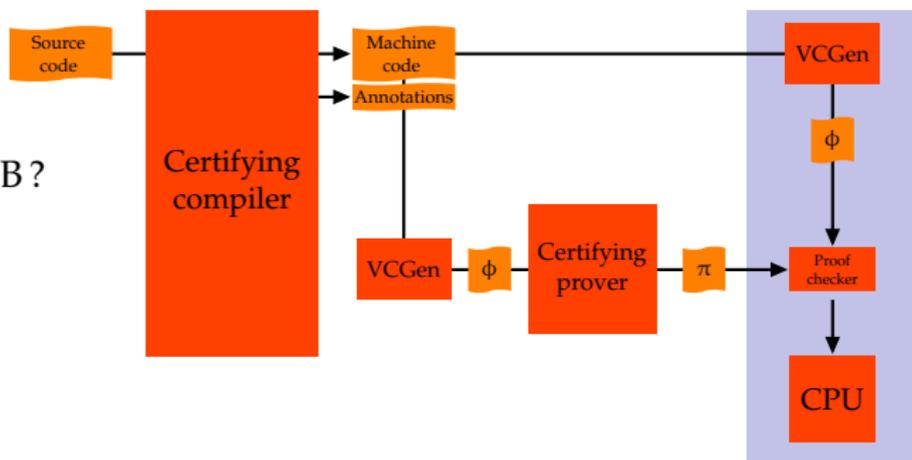 Source
code
Machine
code
VCGen
Annotations
ϕ
B ?
Certifying
compiler
VCGen
ϕ
Certifying
prover
π
Proof
checker
CPU